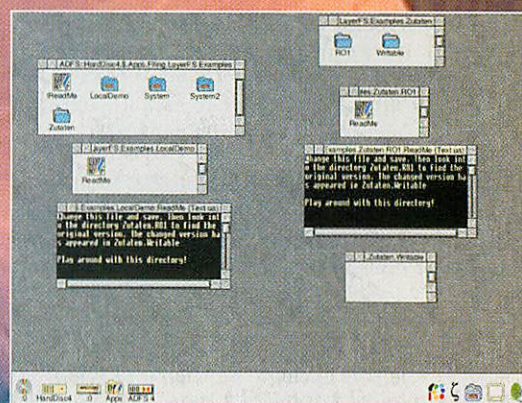 ADFS::HardDisc4.$.Apps.Filing.LayerFS.Examples
!ReadMe LocalDemo System System2
Zutaten
LayerFS.Examples.LocalDemo
ReadMe
S.Examples.LocalDemo.ReadMe (Text us)
Change this file and save. Then look int
o the directory Zutaten.RO1 to find the
original version. The changed version ha
s appeared in Zutaten.Writable
Play around with this directory!
LayerFS.Examples.Zutaten
RO1 Writable
les.Zutaten.RO1
ReadMe
Examples.Zutaten.RO1.ReadMe (Text us)
Change this file and save. Then look int
o the directory Zutaten.RO1 to find the
original version. The changed version ha
s appeared in Zutaten.Writable
Play around with this directory!
Zutaten.Writable
:0 HardDisc4 :0 Apps ADFS 4